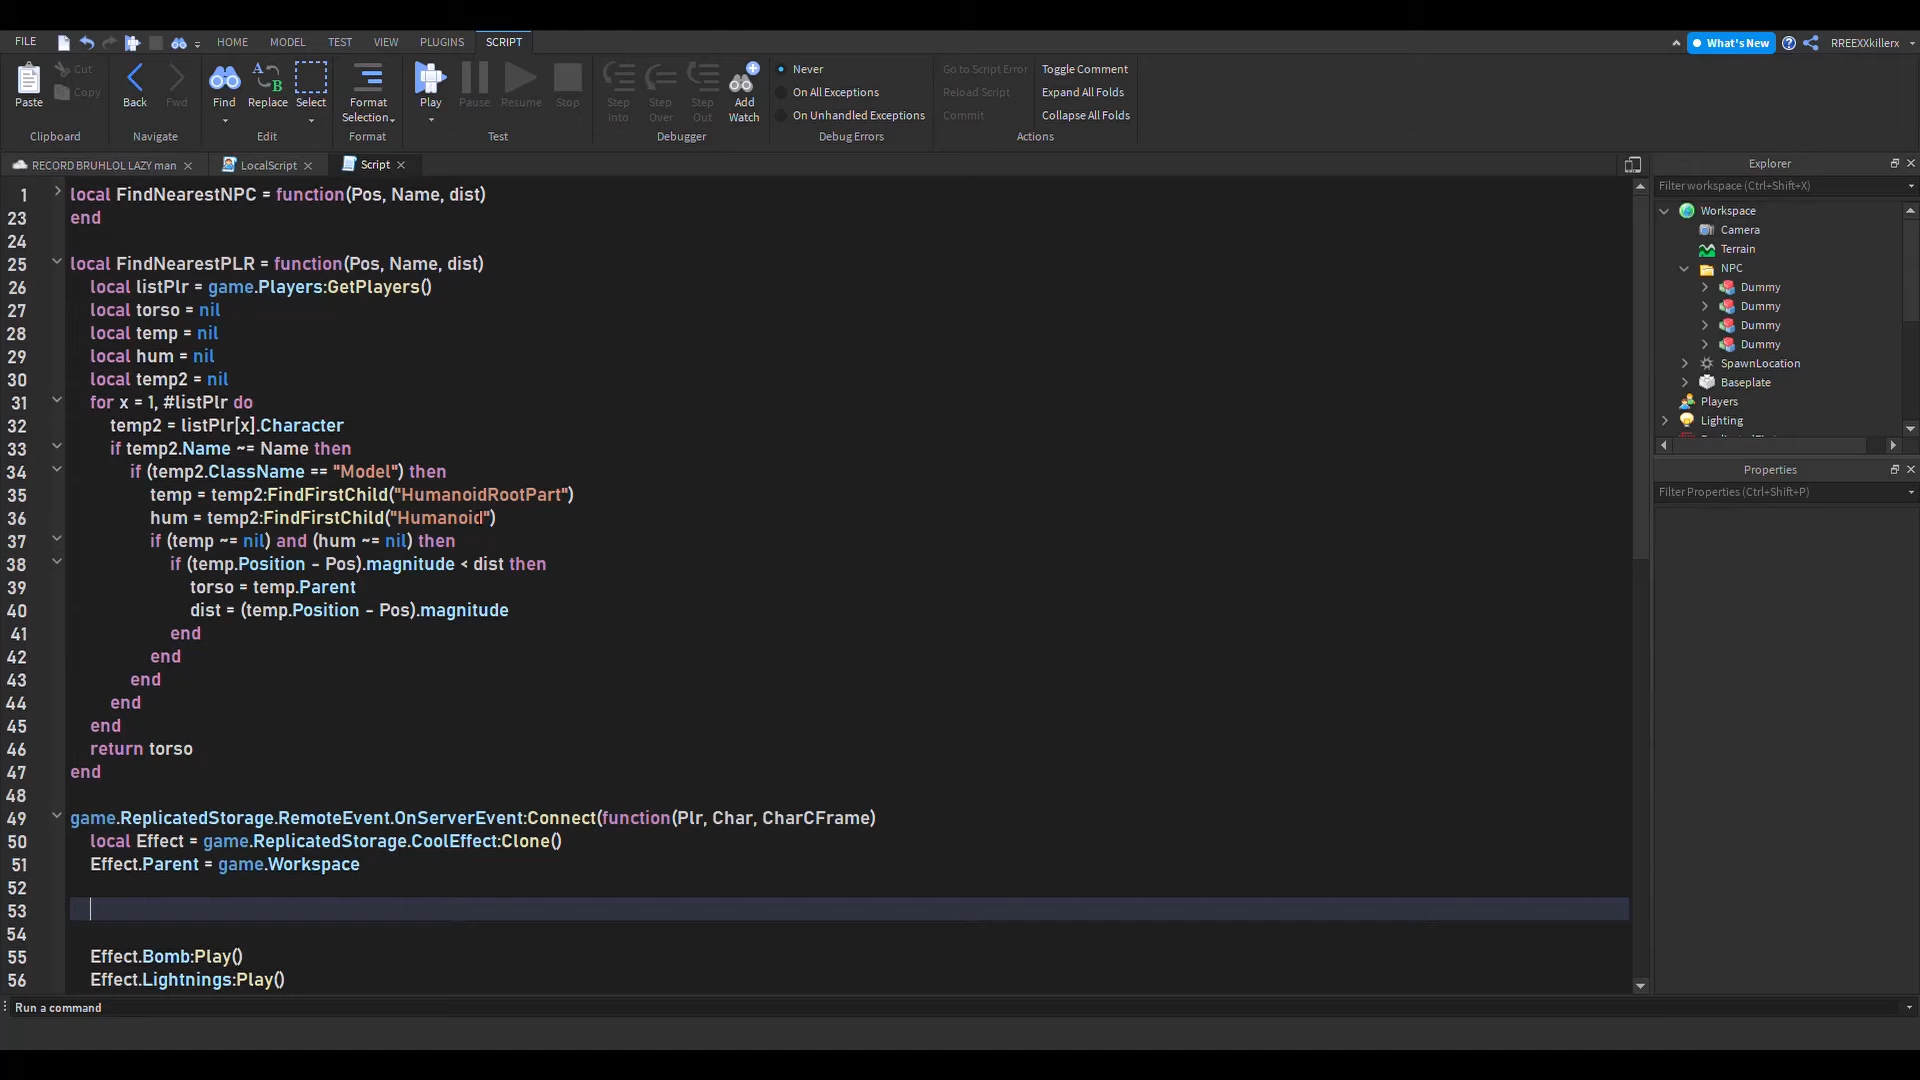 FILE HOME MODEL TEST VIEW PLUGINS SCRIPT What's New RREEXXkillerx
Paste Cut Copy Back Fwd Find Replace Select Format Selection Play Pause Resume Stop Step Into Step Over Step Out Add Watch
Never On All Exceptions On Unhandled Exceptions
Go to Script Error Reload Script Commit
Toggle Comment Expand All Folds Collapse All Folds
Clipboard Navigate Edit Format Test Debugger Debug Errors Actions
RECORD BRUHLOL LAZY man LocalScript Script
1 local FindNearestNPC = function(Pos, Name, dist)
23 end
24
25 local FindNearestPLR = function(Pos, Name, dist)
26 local listPlr = game.Players:GetPlayers()
27 local torso = nil
28 local temp = nil
29 local hum = nil
30 local temp2 = nil
31 for x = 1, #listPlr do
32 temp2 = listPlr[x].Character
33 if temp2.Name ~= Name then
34 if (temp2.ClassName == "Model") then
35 temp = temp2:FindFirstChild("HumanoidRootPart")
36 hum = temp2:FindFirstChild("Humanoid")
37 if (temp ~= nil) and (hum ~= nil) then
38 if (temp.Position - Pos).magnitude < dist then
39 torso = temp.Parent
40 dist = (temp.Position - Pos).magnitude
41 end
42 end
43 end
44 end
45 end
46 return torso
47 end
48
49 game.ReplicatedStorage.RemoteEvent.OnServerEvent:Connect(function(Plr, Char, CharCFrame)
50 local Effect = game.ReplicatedStorage.CoolEffect:Clone()
51 Effect.Parent = game.Workspace
52
53
54
55 Effect.Bomb:Play()
56 Effect.Lightnings:Play()
Run a command
Explorer
Filter workspace (Ctrl+Shift+X)
Workspace
Camera
Terrain
NPC
Dummy
Dummy
Dummy
Dummy
SpawnLocation
Baseplate
Players
Lighting
Properties
Filter Properties (Ctrl+Shift+P)